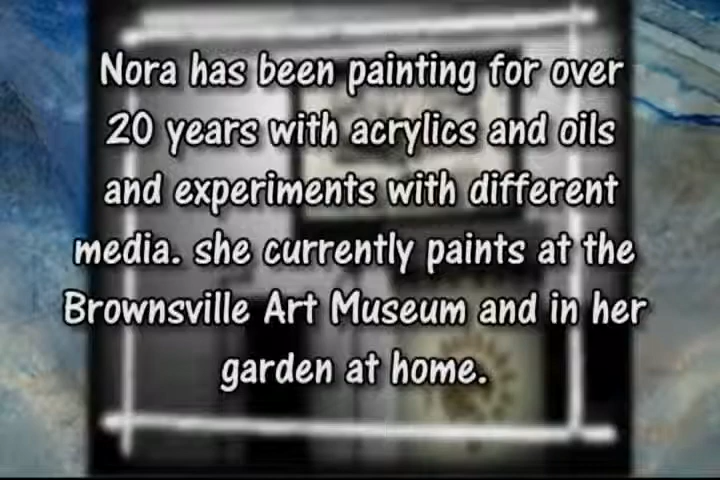 Nora has been painting for over
20 years with acrylics and oils
and experiments with different
media. she currently paints at the
Brownsville Art Museum and in her
garden at home.